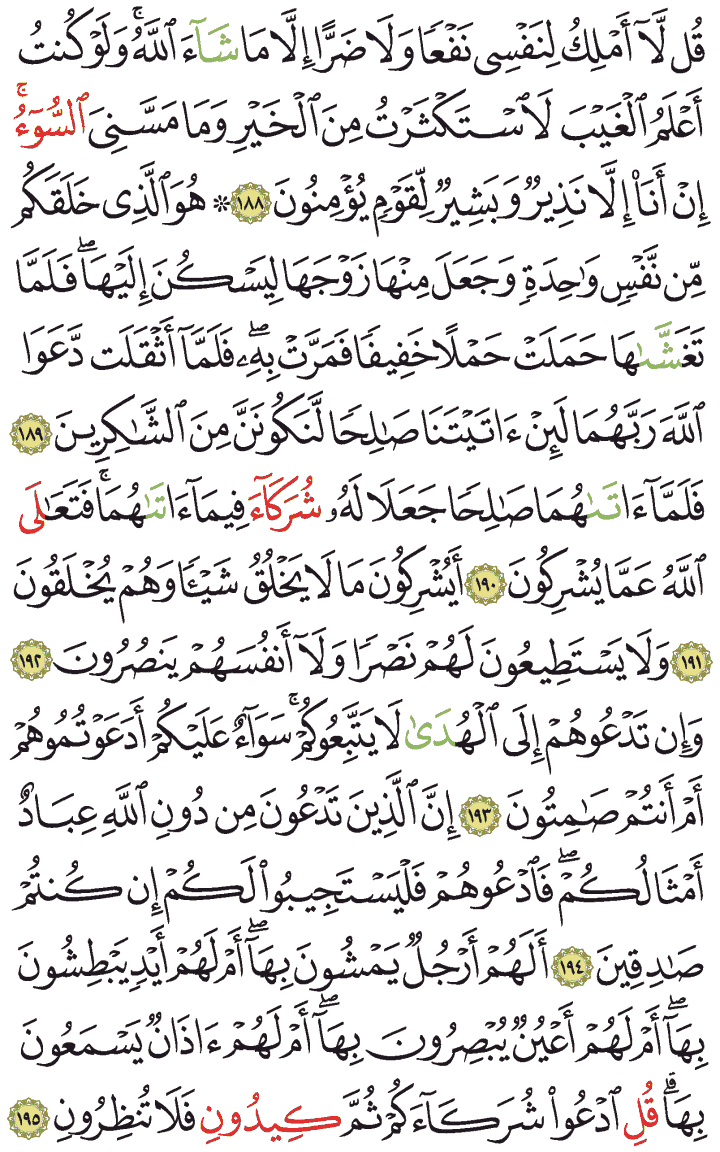 قُل لَّآ أَمْلِكُ لِنَفْسِى نَفْعًا وَلَا ضَرًّا إِلَّا مَا شَآءَ ٱللَّهُ ۚ وَلَوْ كُنتُ
أَعْلَمُ ٱلْغَيْبَ لَٱسْتَكْثَرْتُ مِنَ ٱلْخَيْرِ وَمَا مَسَّنِىَ ٱلسُّوٓءُ ۚ
إِنْ أَنَا۠ إِلَّا نَذِيرٌ وَبَشِيرٌ لِّقَوْمٍ يُؤْمِنُونَ ١٨٨ ۞ هُوَ ٱلَّذِى خَلَقَكُم
مِّن نَّفْسٍ وَٰحِدَةٍ وَجَعَلَ مِنْهَا زَوْجَهَا لِيَسْكُنَ إِلَيْهَا ۖ فَلَمَّا
تَغَشَّىٰهَا حَمَلَتْ حَمْلًا خَفِيفًا فَمَرَّتْ بِهِۦ ۖ فَلَمَّآ أَثْقَلَت دَّعَوَا
ٱللَّهَ رَبَّهُمَا لَئِنْ ءَاتَيْتَنَا صَٰلِحًا لَّنَكُونَنَّ مِنَ ٱلشَّٰكِرِينَ ١٨٩
فَلَمَّآ ءَاتَىٰهُمَا صَٰلِحًا جَعَلَا لَهُۥ شُرَكَآءَ فِيمَآ ءَاتَىٰهُمَا ۚ فَتَعَٰلَى
ٱللَّهُ عَمَّا يُشْرِكُونَ ١٩٠ أَيُشْرِكُونَ مَا لَا يَخْلُقُ شَيْـًٔا وَهُمْ يُخْلَقُونَ
١٩١ وَلَا يَسْتَطِيعُونَ لَهُمْ نَصْرًا وَلَآ أَنفُسَهُمْ يَنصُرُونَ ١٩٢
وَإِن تَدْعُوهُمْ إِلَى ٱلْهُدَىٰ لَا يَتَّبِعُوكُمْ ۚ سَوَآءٌ عَلَيْكُمْ أَدَعَوْتُمُوهُمْ
أَمْ أَنتُمْ صَٰمِتُونَ ١٩٣ إِنَّ ٱلَّذِينَ تَدْعُونَ مِن دُونِ ٱللَّهِ عِبَادٌ
أَمْثَالُكُمْ ۖ فَٱدْعُوهُمْ فَلْيَسْتَجِيبُوا۟ لَكُمْ إِن كُنتُمْ
صَٰدِقِينَ ١٩٤ أَلَهُمْ أَرْجُلٌ يَمْشُونَ بِهَآ ۖ أَمْ لَهُمْ أَيْدٍ يَبْطِشُونَ
بِهَآ ۖ أَمْ لَهُمْ أَعْيُنٌ يُبْصِرُونَ بِهَآ ۖ أَمْ لَهُمْ ءَاذَانٌ يَسْمَعُونَ
بِهَا ۗ قُلِ ٱدْعُوا۟ شُرَكَآءَكُمْ ثُمَّ كِيدُونِ فَلَا تُنظِرُونِ ١٩٥